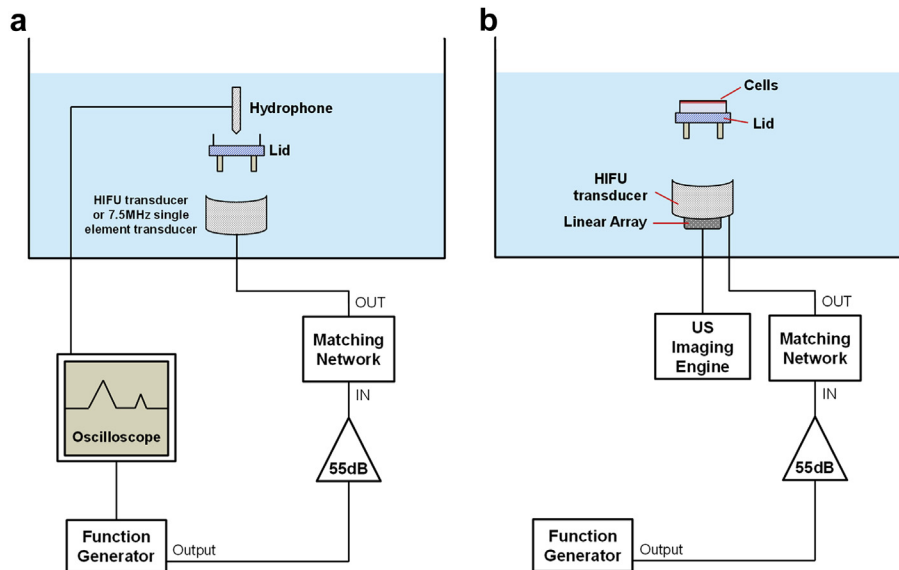 a
Hydrophone
Lid
HIFU transducer
or 7.5MHz single
element transducer
OUT
Matching
Network
IN
Oscilloscope
55dB
Function
Generator
Output
b
Cells
Lid
HIFU
transducer
Linear Array
OUT
US
Imaging
Engine
Matching
Network
IN
55dB
Function
Generator
Output